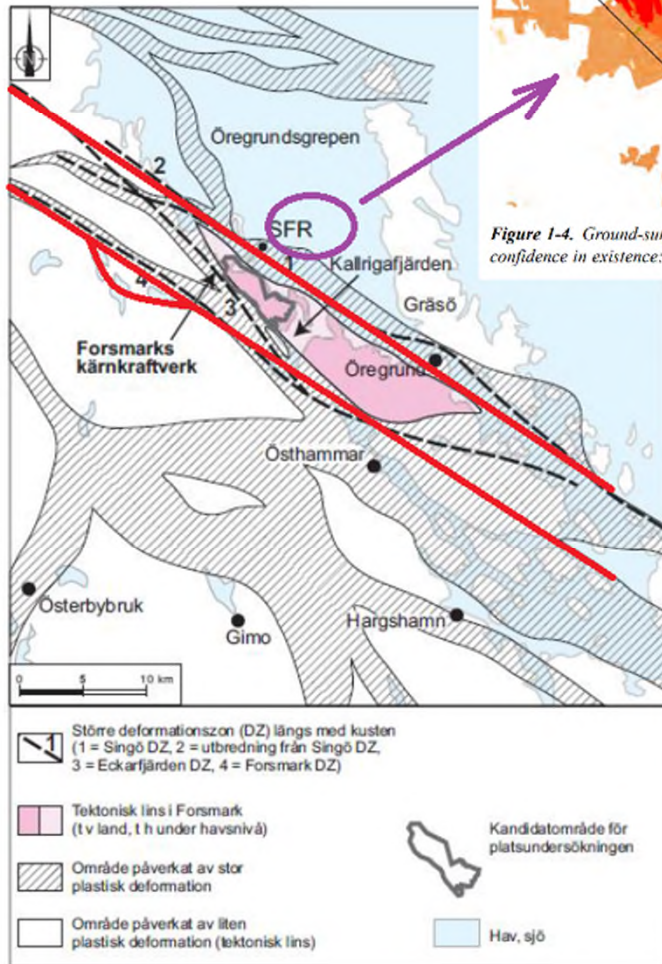 N
Öregrundsgrepen
2
SFR
1
Kallrigafjärden
4
3
Gräsö
Forsmarks
kärnkraftverk
Öregrund
Östhammar
Österbybruk
Gimo
Hargshamn
0 5 10 km
Figure 1-4. Ground-sur
confidence in existence:
1
Större deformationszon (DZ) längs med kusten
(1 = Singö DZ, 2 = utbredning från Singö DZ,
3 = Eckarfjärden DZ, 4 = Forsmark DZ)
Tektonisk lins i Forsmark
(t v land, t h under havsnivå)
Område påverkat av stor
plastisk deformation
Område påverkat av liten
plastisk deformation (tektonisk lins)
Kandidatområde för
platsundersökningen
Hav, sjö